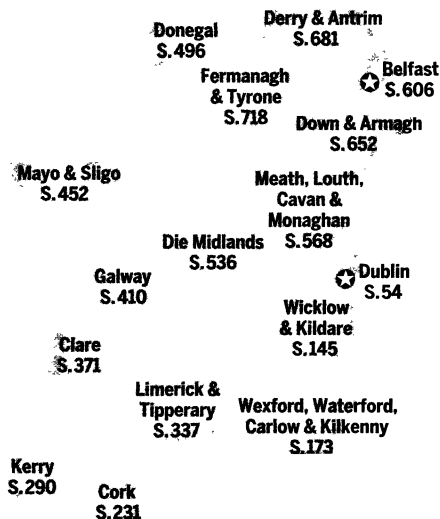 Derry & Antrim
S.681
Donegal
S.496
Belfast
S.606
Fermanagh
& Tyrone
S.718
Down & Armagh
S.652
Mayo & Sligo
S.452
Meath, Louth,
Cavan &
Monaghan
S.568
Die Midlands
S.536
Galway
S.410
Dublin
S.54
Wicklow
& Kildare
S.145
Clare
S.371
Limerick &
Tipperary
S.337
Wexford, Waterford,
Carlow & Kilkenny
S.173
Kerry
S.290
Cork
S.231